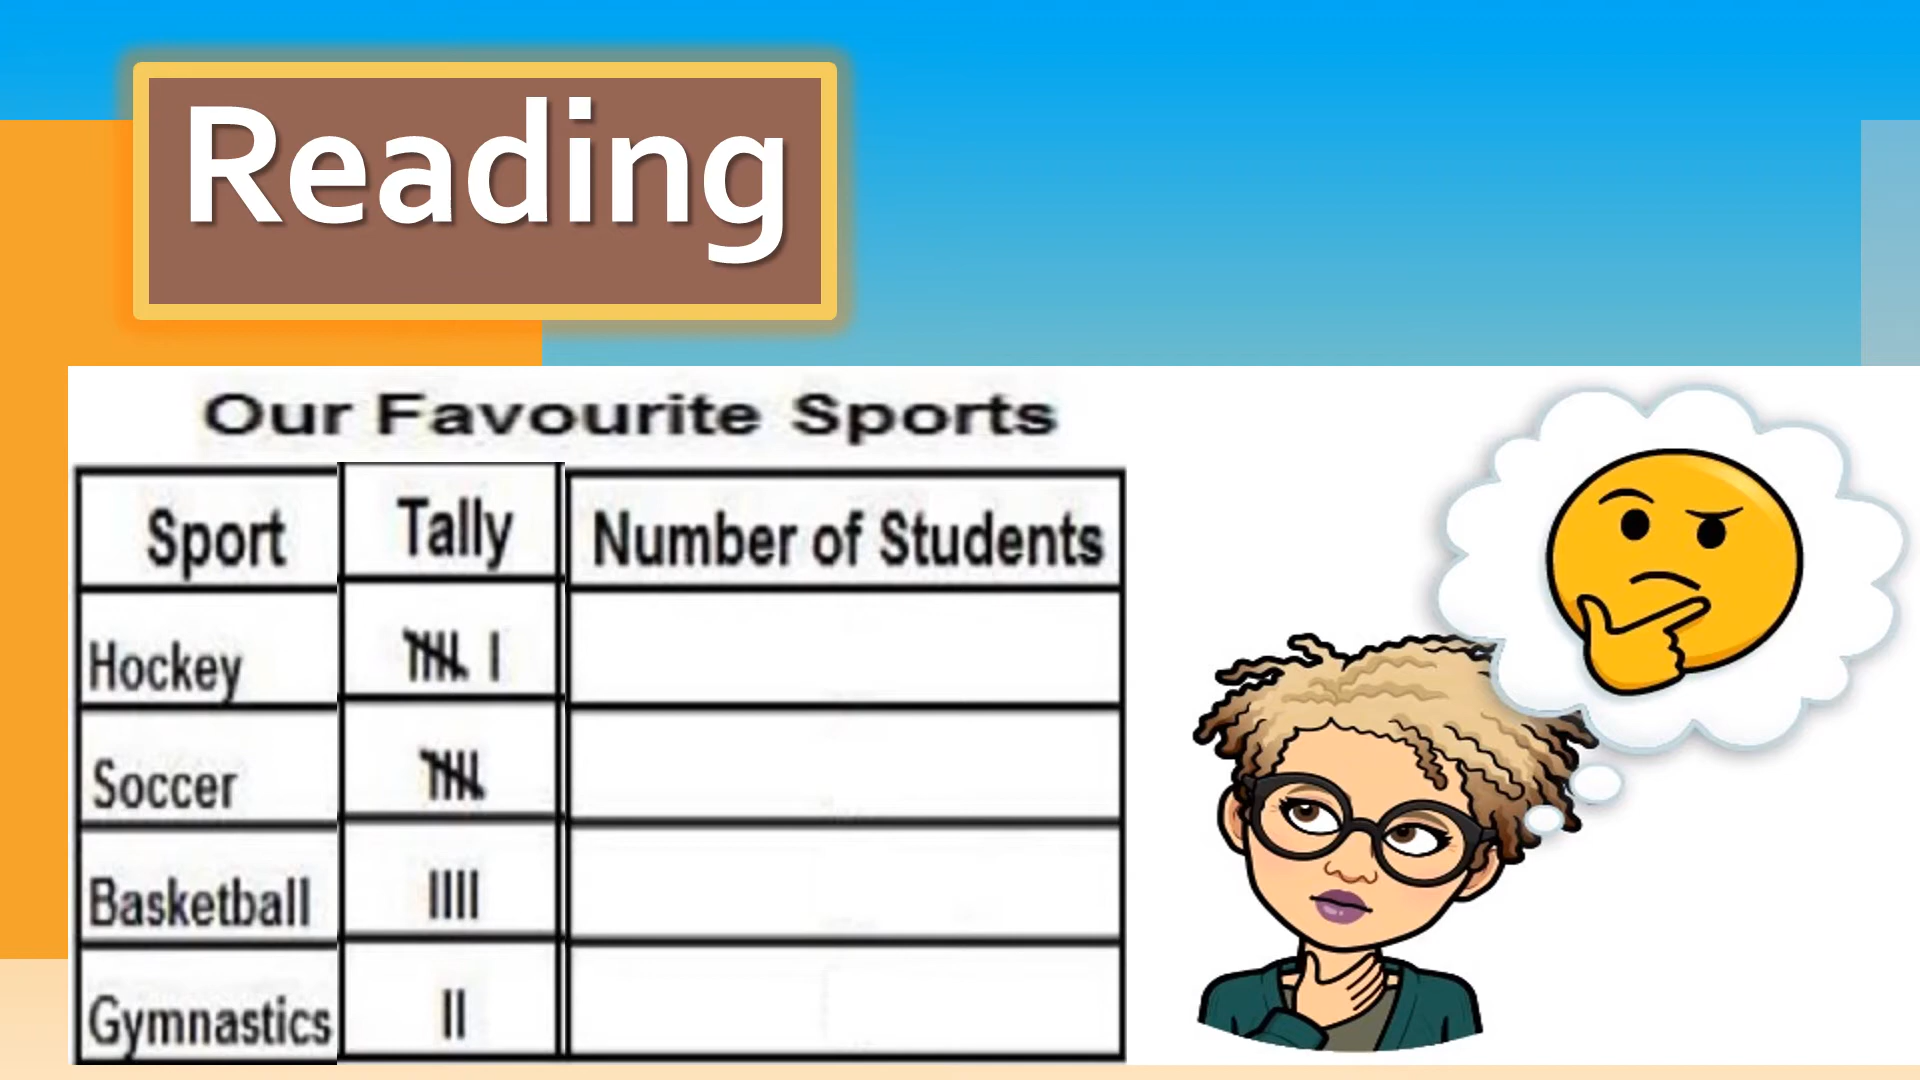 Reading
Our Favourite Sports
Sport Tally Number of Students
Hockey
Soccer
Basketball
Gymnastics